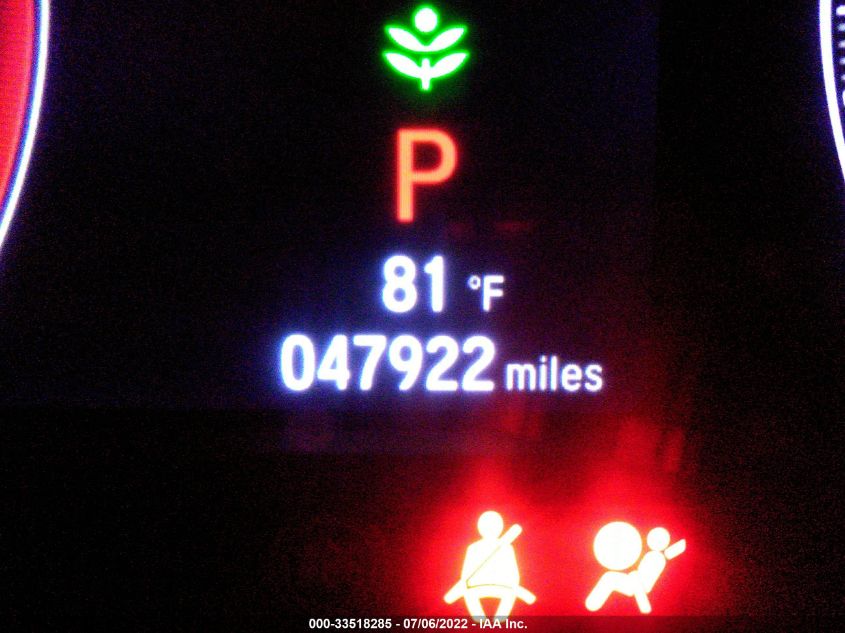 P
81 °F
047922 miles
000-33518285 - 07/06/2022 - IAA Inc.